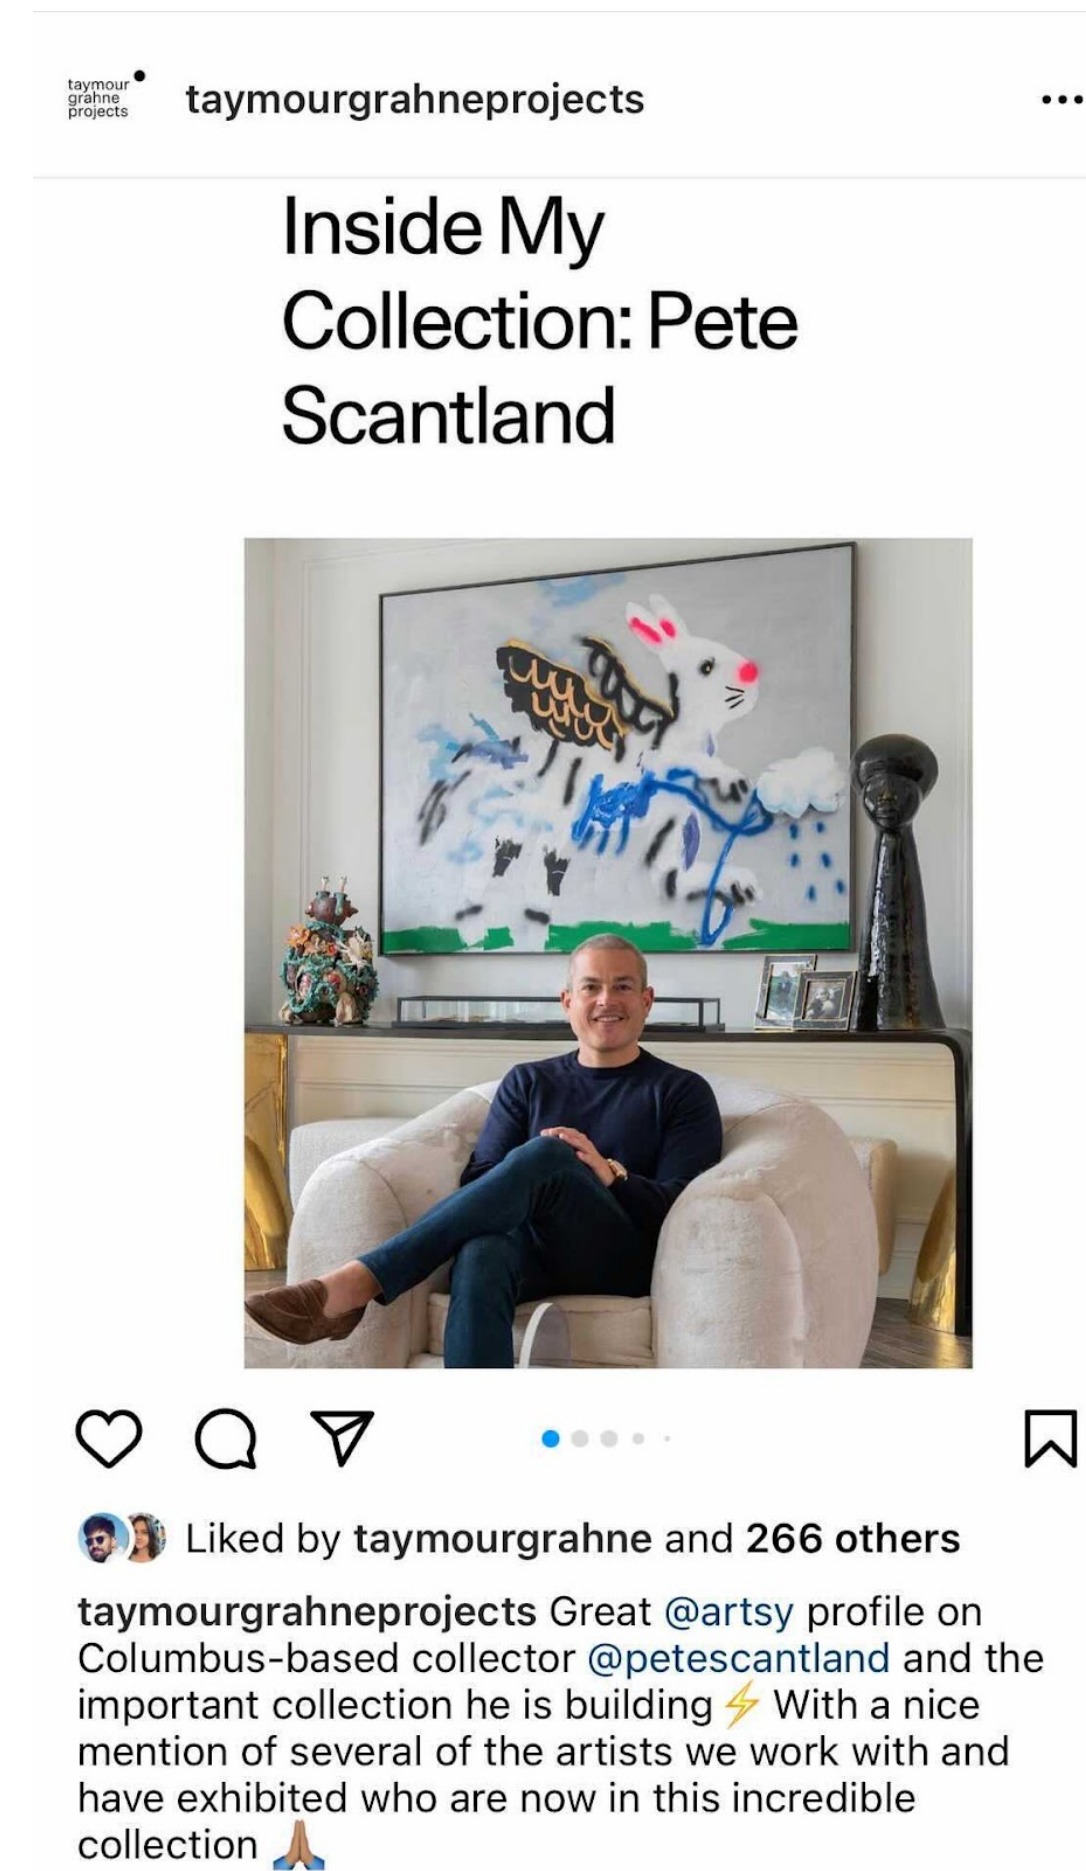 taymour
grahne
projects
taymourgrahneprojects
Inside My
Collection: Pete
Scantland
Liked by taymourgrahne and 266 others
taymourgrahneprojects Great @artsy profile on
Columbus-based collector @petescantland and the
important collection he is building ⚡ With a nice
mention of several of the artists we work with and
have exhibited who are now in this incredible
collection 🙏🏽